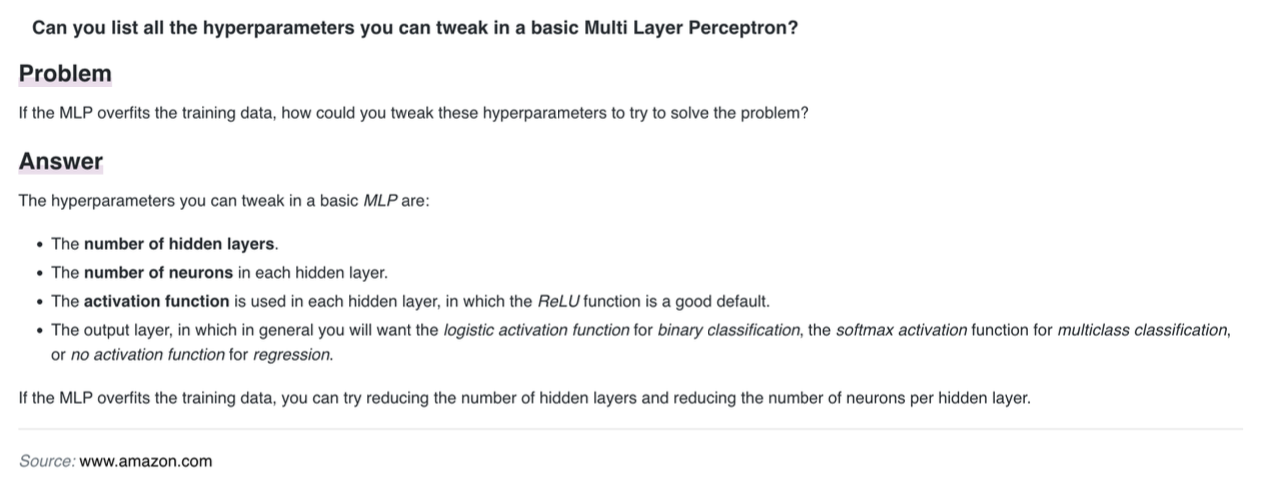 Can you list all the hyperparameters you can tweak in a basic Multi Layer Perceptron?
Problem
If the MLP overfits the training data, how could you tweak these hyperparameters to try to solve the problem?
Answer
The hyperparameters you can tweak in a basic MLP are:
• The number of hidden layers.
• The number of neurons in each hidden layer.
• The activation function is used in each hidden layer, in which the ReLU function is a good default.
• The output layer, in which in general you will want the logistic activation function for binary classification, the softmax activation function for multiclass classification,
or no activation function for regression.
If the MLP overfits the training data, you can try reducing the number of hidden layers and reducing the number of neurons per hidden layer.
Source: www.amazon.com